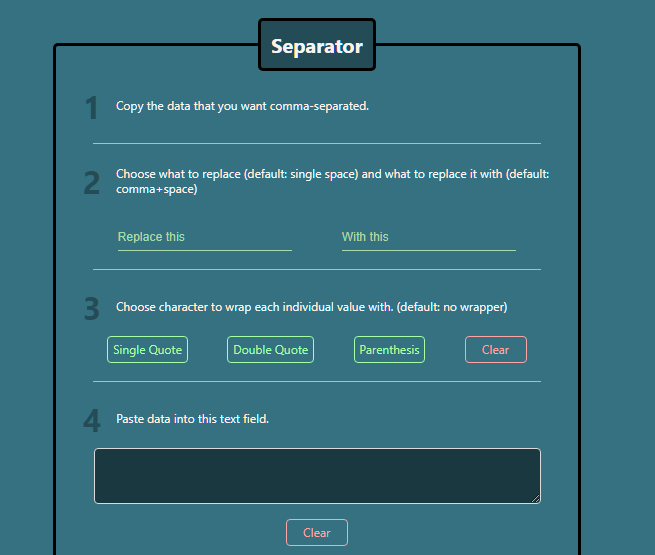 Separator
1 Copy the data that you want comma-separated.
2 Choose what to replace (default: single space) and what to replace it with (default:
comma+space)
Replace this With this
3 Choose character to wrap each individual value with. (default: no wrapper)
Single Quote Double Quote Parenthesis Clear
4 Paste data into this text field.
Clear